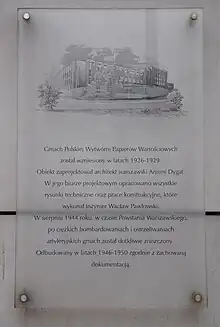 Gmach Polskiej Wytwórni Papierów Wartościowych
został wzniesiony w latach 1926-1929.
Obiekt zaprojektował architekt warszawski Antoni Dygat.
W jego biurze projektowym opracowano wszystkie
rysunki techniczne oraz prace konstrukcyjne, które
wykonał inżynier Wacław Pawłowski.
W sierpniu 1944 roku, w czasie Powstania Warszawskiego,
po ciężkich bombardowaniach i ostrzeliwaniach
artyleryjskich gmach został dotkliwie zniszczony.
Odbudowany w latach 1946-1950 zgodnie z zachowaną
dokumentacją.